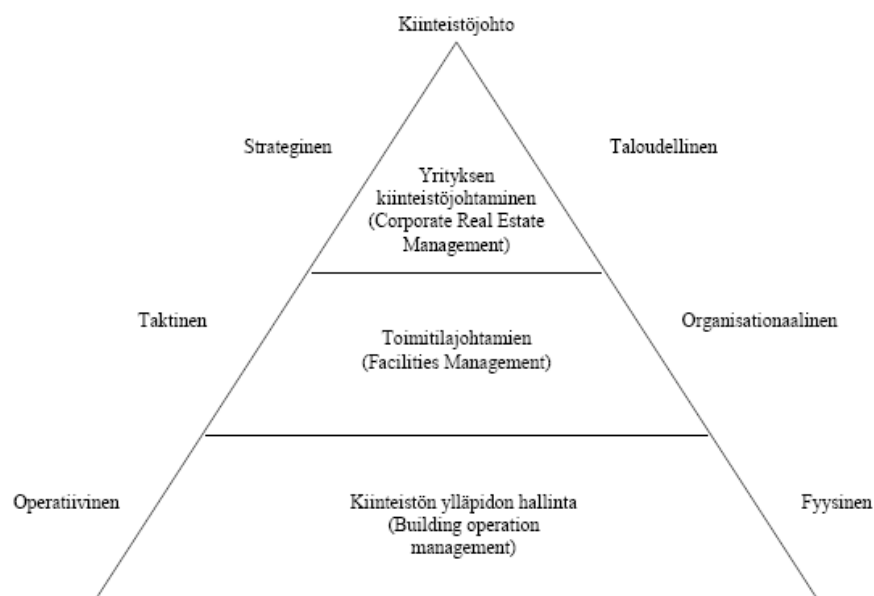 Kiinteistöjohto
Strateginen
Taloudellinen
Yrityksen
kiinteistöjohtaminen
(Corporate Real Estate
Management)
Taktinen
Organisationaalinen
Toimitilajohtamien
(Facilities Management)
Operatiivinen
Kiinteistön ylläpidon hallinta
(Building operation
management)
Fyysinen